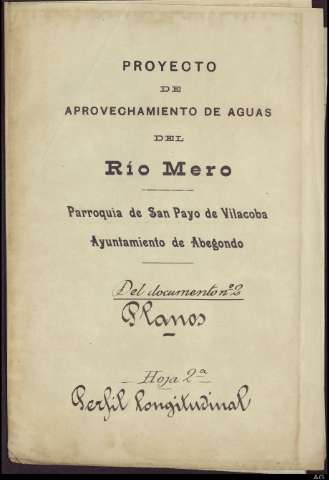 PROYECTO
DE
APROVECHAMIENTO DE AGUAS
DEL
Río Mero
Parroquia de San Payo de Vilacoba
Ayuntamiento de Abegondo
Del documento nº 2
Planos
Hoja 2ª
Perfil longitudinal
AG